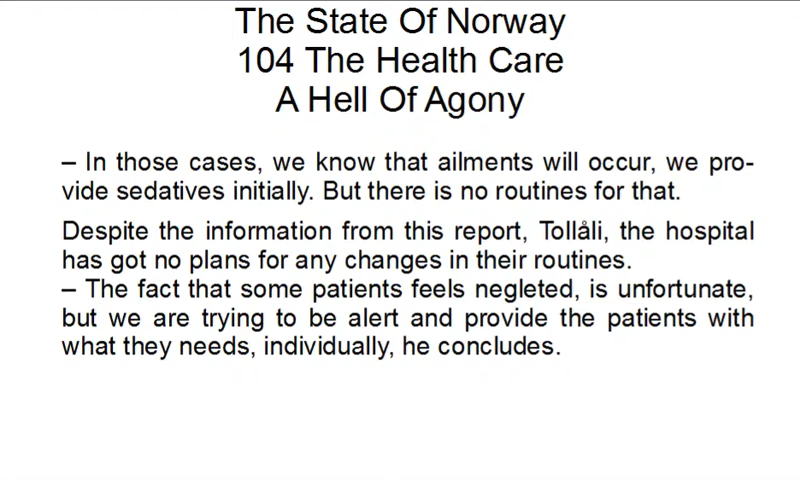 The State Of Norway
104 The Health Care
A Hell Of Agony
– In those cases, we know that ailments will occur, we pro-
vide sedatives initially. But there is no routines for that.
Despite the information from this report, Tollåli, the hospital
has got no plans for any changes in their routines.
– The fact that some patients feels negleted, is unfortunate,
but we are trying to be alert and provide the patients with
what they needs, individually, he concludes.